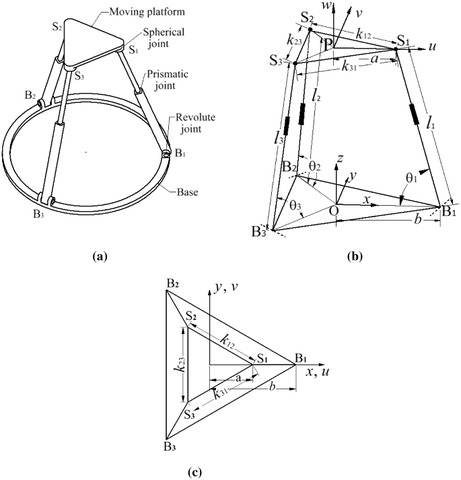 Moving platform
Spherical
joint
S₂
S₁
S₃
Prismatic
joint
B₂
Revolute
joint
B₁
B₃
Base
(a)
w
v
S₂
k₁₂
k₂₃
P
S₁
u
S₃
a
k₃₁
l₂
l₃
l₁
B₂
θ₂
z
y
θ₁
θ₃
O
x
B₁
b
B₃
(b)
B₂
y, v
S₂
k₁₂
S₁
B₁
k₂₃
x, u
a
b
k₃₁
S₃
B₃
(c)